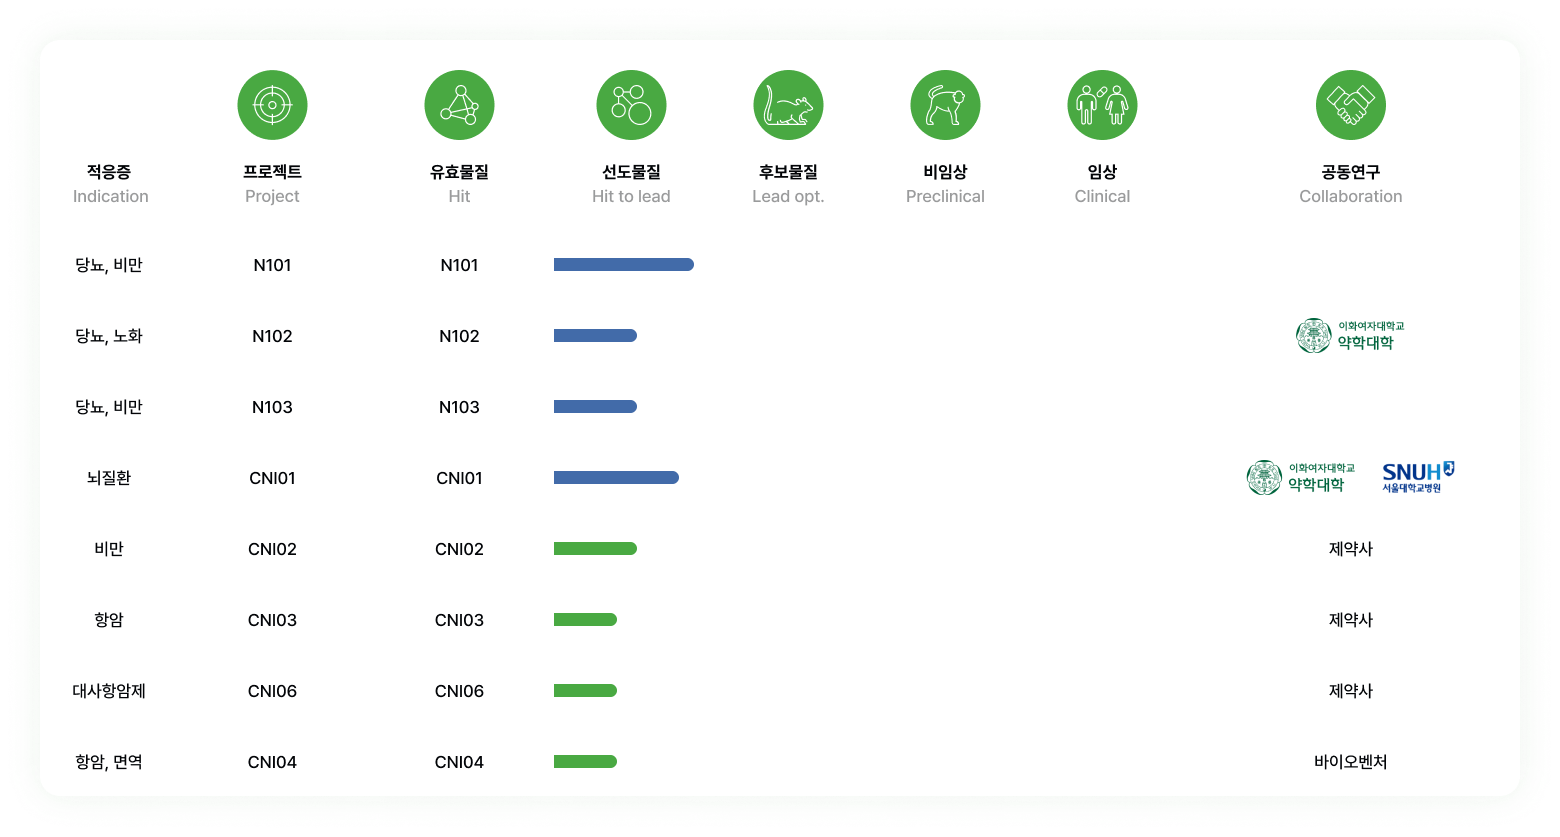 적응증
Indication
프로젝트
Project
유효물질
Hit
선도물질
Hit to lead
후보물질
Lead opt.
비임상
Preclinical
임상
Clinical
공동연구
Collaboration
당뇨, 비만 N101 N101
당뇨, 노화 N102 N102 이화여자대학교 약학대학
당뇨, 비만 N103 N103
뇌질환 CNI01 CNI01 이화여자대학교 약학대학 SNUH 서울대학교병원
비만 CNI02 CNI02 제약사
항암 CNI03 CNI03 제약사
대사항암제 CNI06 CNI06 제약사
항암, 면역 CNI04 CNI04 바이오벤처